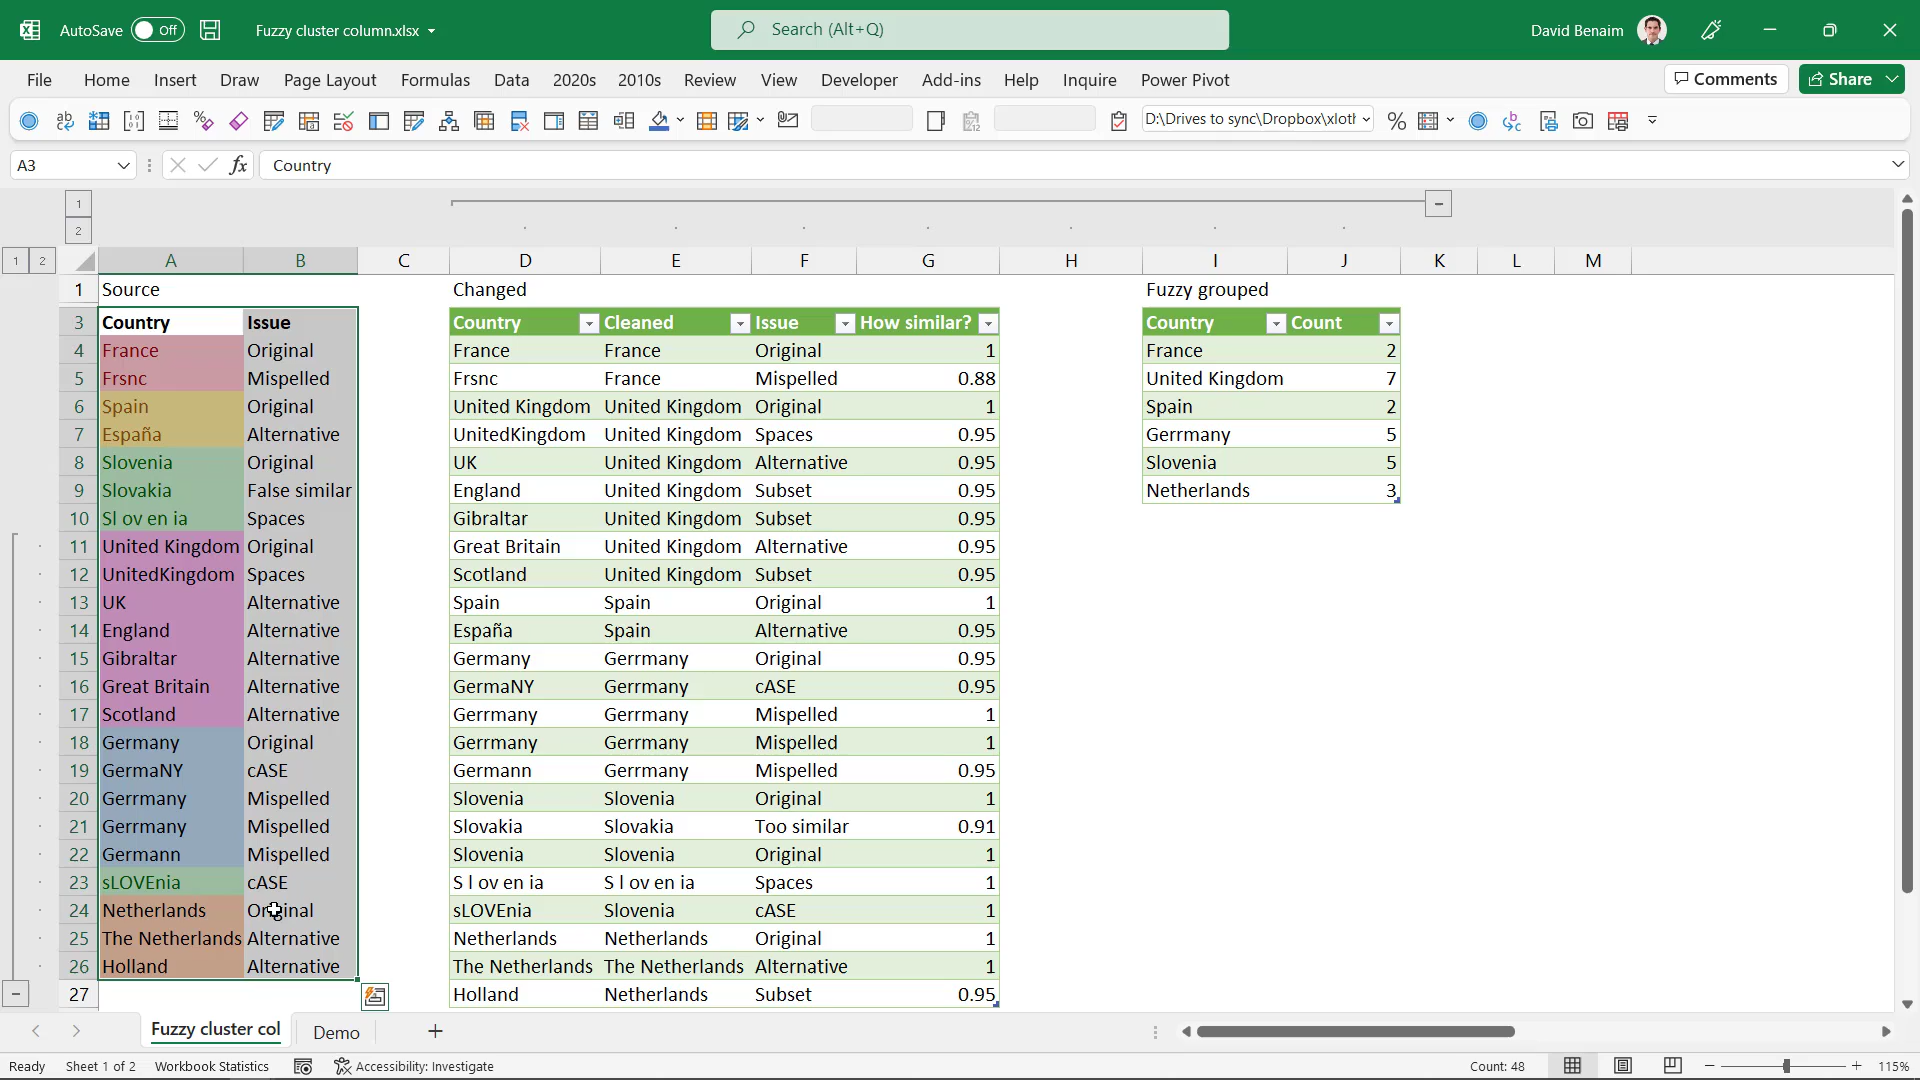 AutoSave Off Fuzzy cluster column.xlsx Search (Alt+Q) David Benaim
File Home Insert Draw Page Layout Formulas Data 2020s 2010s Review View Developer Add-ins Help Inquire Power Pivot Comments Share
D:\Drives to sync\Dropbox\xlotl
A3 fx Country
1
2
1 2 A B C D E F G H I J K L M
1 Source Changed Fuzzy grouped
3 Country Issue Country Cleaned Issue How similar? Country Count
4 France Original France France Original 1 France 2
5 Frsnc Mispelled Frsnc France Mispelled 0.88 United Kingdom 7
6 Spain Original United Kingdom United Kingdom Original 1 Spain 2
7 España Alternative UnitedKingdom United Kingdom Spaces 0.95 Gerrmany 5
8 Slovenia Original UK United Kingdom Alternative 0.95 Slovenia 5
9 Slovakia False similar England United Kingdom Subset 0.95 Netherlands 3
10 Sl ov en ia Spaces Gibraltar United Kingdom Subset 0.95
11 United Kingdom Original Great Britain United Kingdom Alternative 0.95
12 UnitedKingdom Spaces Scotland United Kingdom Subset 0.95
13 UK Alternative Spain Spain Original 1
14 England Alternative España Spain Alternative 0.95
15 Gibraltar Alternative Germany Gerrmany Original 0.95
16 Great Britain Alternative GermaNY Gerrmany cASE 0.95
17 Scotland Alternative Gerrmany Gerrmany Mispelled 1
18 Germany Original Gerrmany Gerrmany Mispelled 1
19 GermaNY cASE Germann Gerrmany Mispelled 0.95
20 Gerrmany Mispelled Slovenia Slovenia Original 1
21 Gerrmany Mispelled Slovakia Slovakia Too similar 0.91
22 Germann Mispelled Slovenia Slovenia Original 1
23 sLOVEnia cASE S l ov en ia S l ov en ia Spaces 1
24 Netherlands Original sLOVEnia Slovenia cASE 1
25 The Netherlands Alternative Netherlands Netherlands Original 1
26 Holland Alternative The Netherlands The Netherlands Alternative 1
27 Holland Netherlands Subset 0.95
Fuzzy cluster col Demo
Ready Sheet 1 of 2 Workbook Statistics Accessibility: Investigate Count: 48 115%